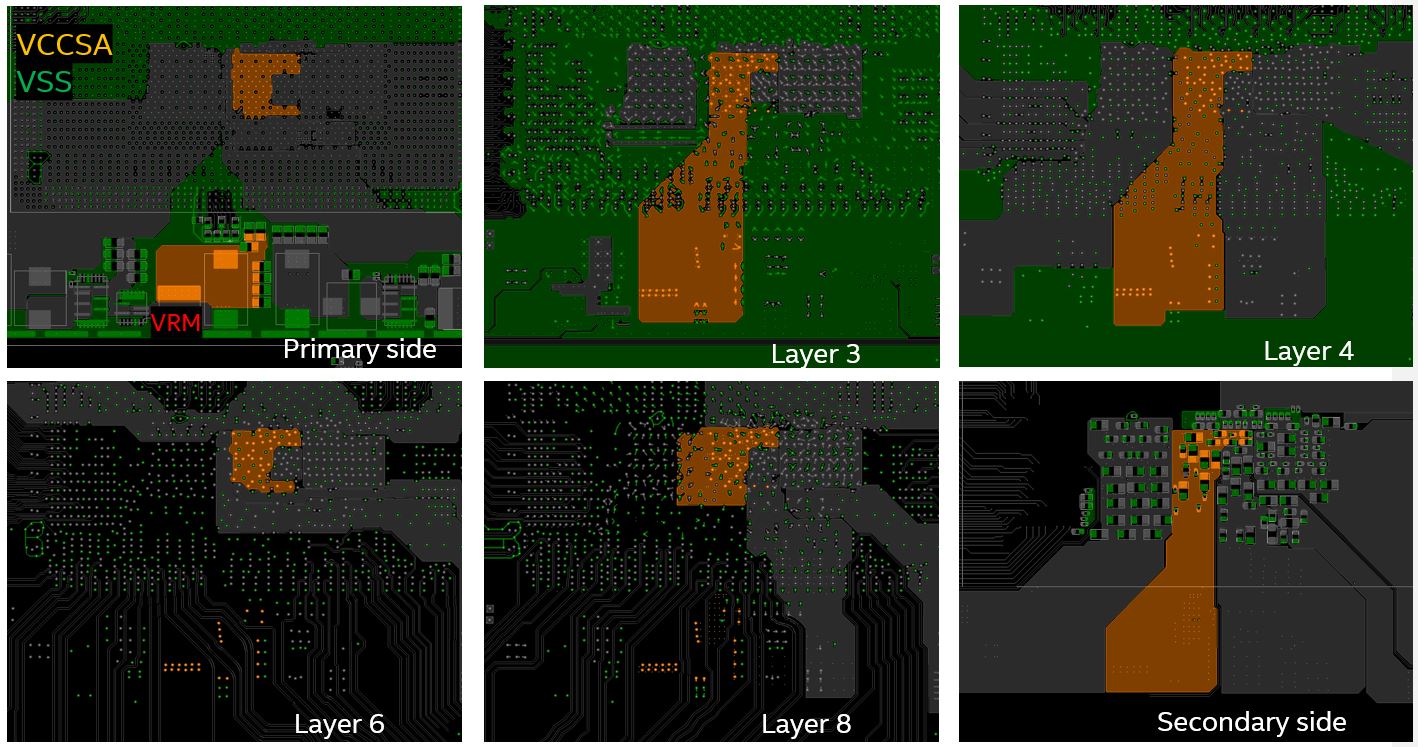 VCCSA
VSS
VRM
Primary side
Layer 3
Layer 4
Layer 6
Layer 8
Secondary side